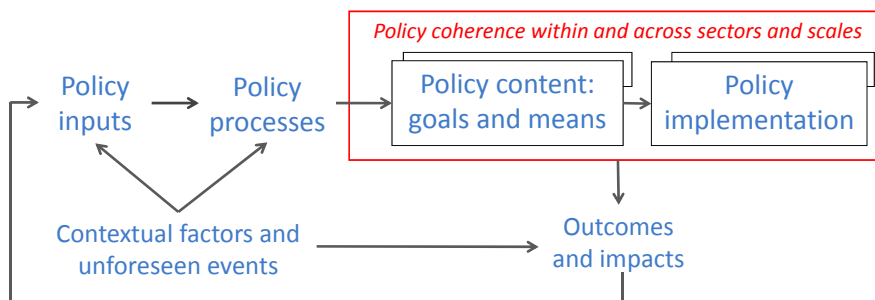 Policy coherence within and across sectors and scales
Policy
inputs
Policy
processes
Policy content:
goals and means
Policy
implementation
Contextual factors and
unforeseen events
Outcomes
and impacts